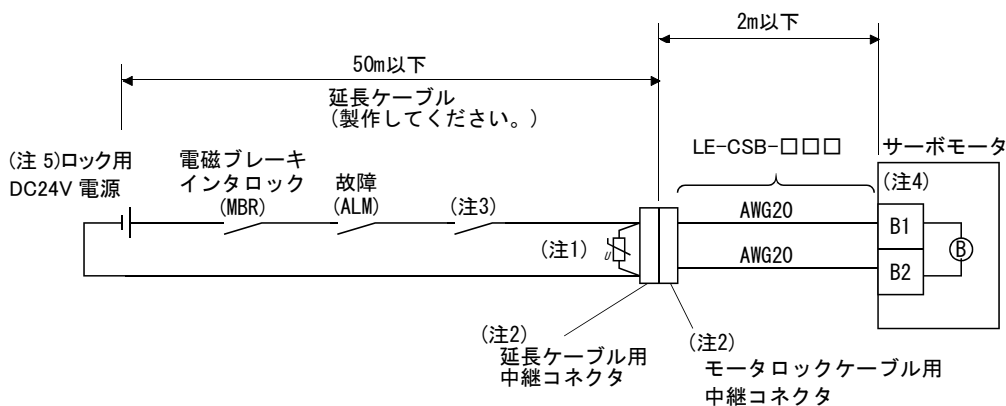 2m以下
50m以下
延長ケーブル
(製作してください。)
LE-CSB-□□□
サーボモータ
(注 5)ロック用
DC24V 電源
電磁ブレーキ
インタロック
(MBR)
故障
(ALM)
(注3)
(注4)
AWG20
B1
(注1)
U
B
AWG20
B2
(注2)
延長ケーブル用
中継コネクタ
(注2)
モータロックケーブル用
中継コネクタ